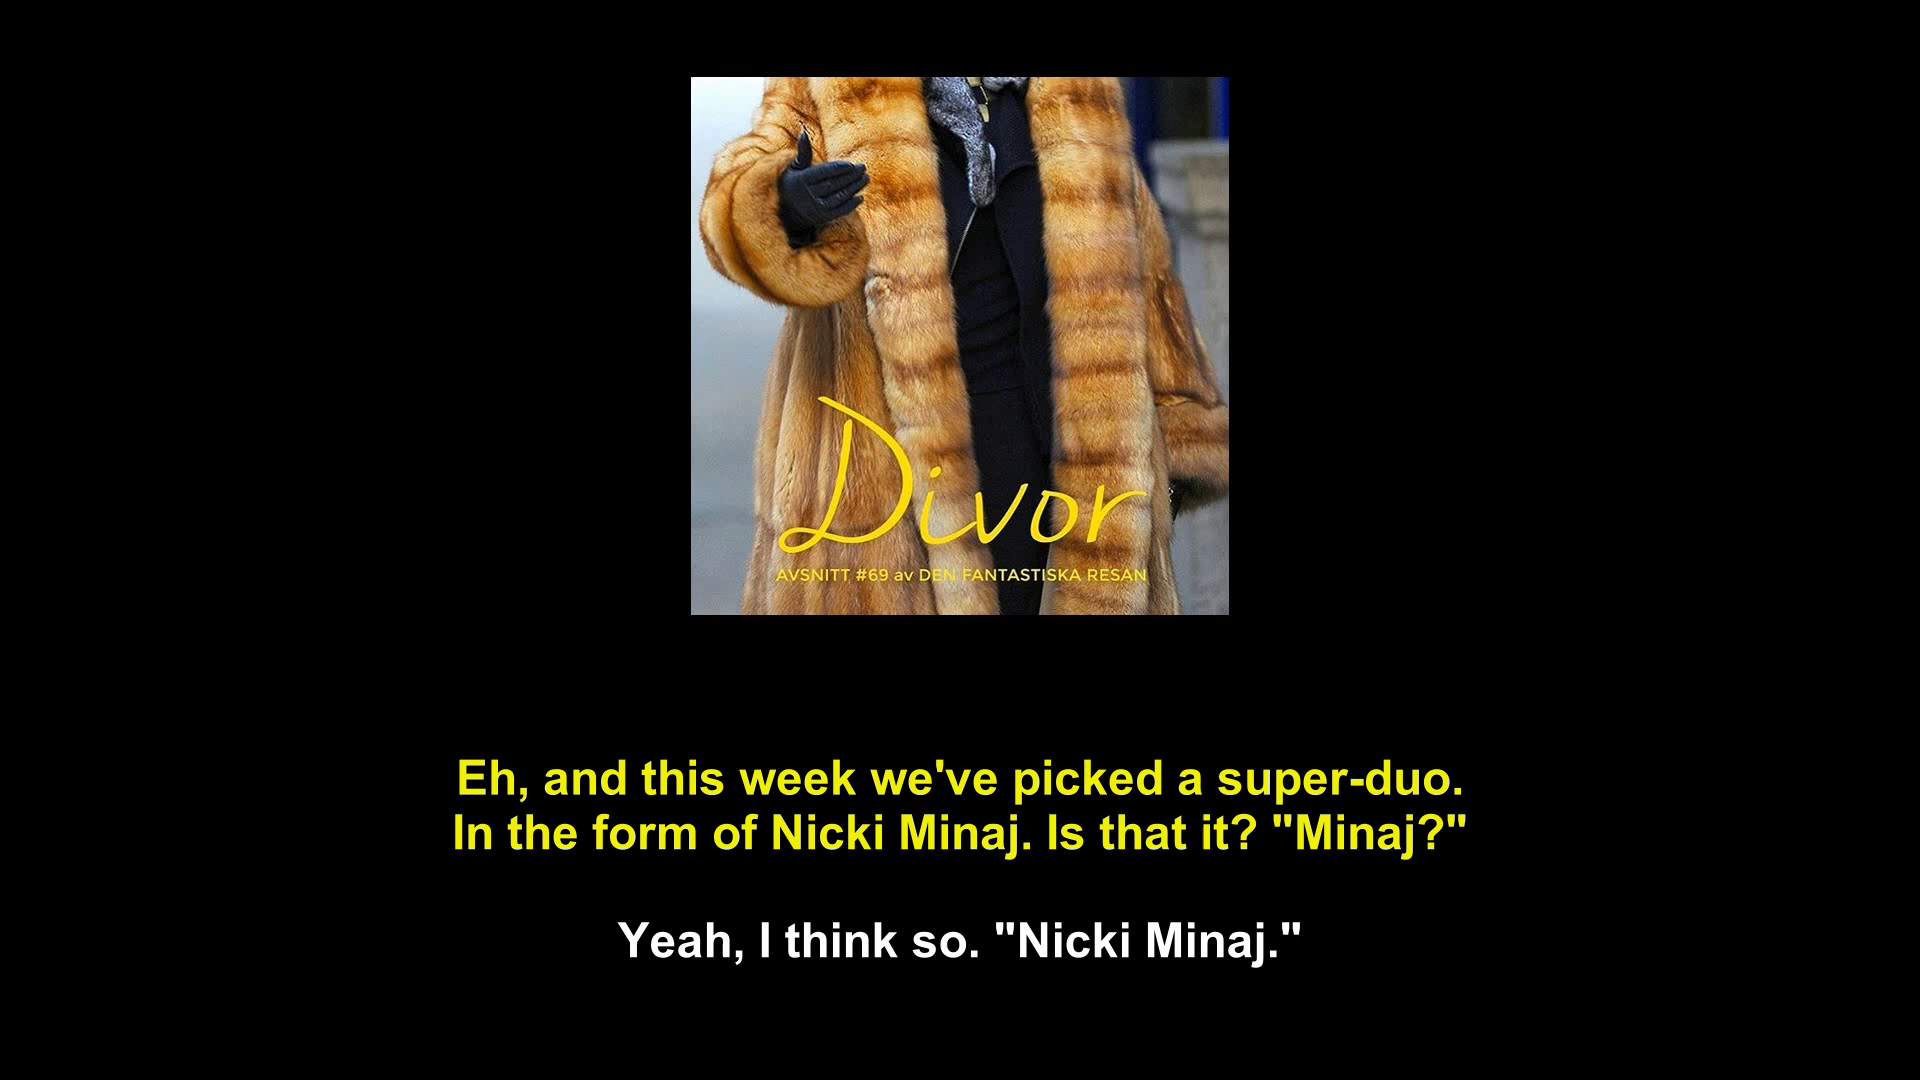 Divor
AVSNITT #69 av DEN FANTASTISKA RESAN
Eh, and this week we've picked a super-duo.
In the form of Nicki Minaj. Is that it? "Minaj?"
Yeah, I think so. "Nicki Minaj."